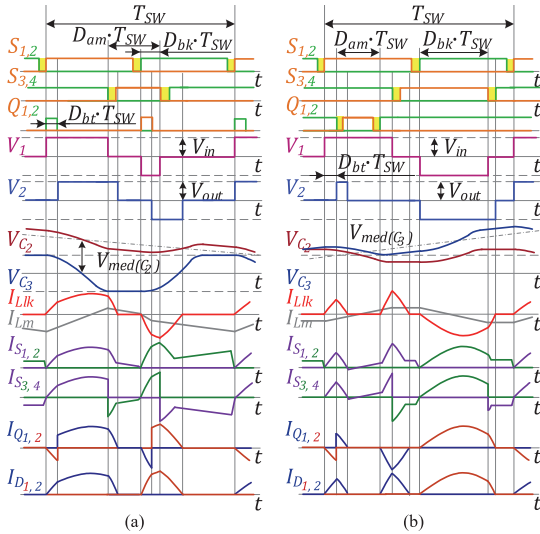 T_SW
D_am·T_SW
D_bk·T_SW
S_1,2
t
S_3,4
t
Q_1,2
D_bt·T_SW
t
V_1
V_in
t
V_2
V_out
t
V_C2
V_med(C2)
V_C3
I_Llk
I_Lm
t
I_S1,2
t
I_S3,4
t
I_Q1,2
t
I_D1,2
t
(a)
T_SW
D_am·T_SW
D_bk·T_SW
S_1,2
t
S_3,4
t
Q_1,2
t
V_1
V_in
t
D_bt·T_SW
V_2
V_out
t
V_C2
V_med(C3)
V_C3
I_Llk
I_Lm
t
I_S1,2
t
I_S3,4
t
I_Q1,2
t
I_D1,2
t
(b)